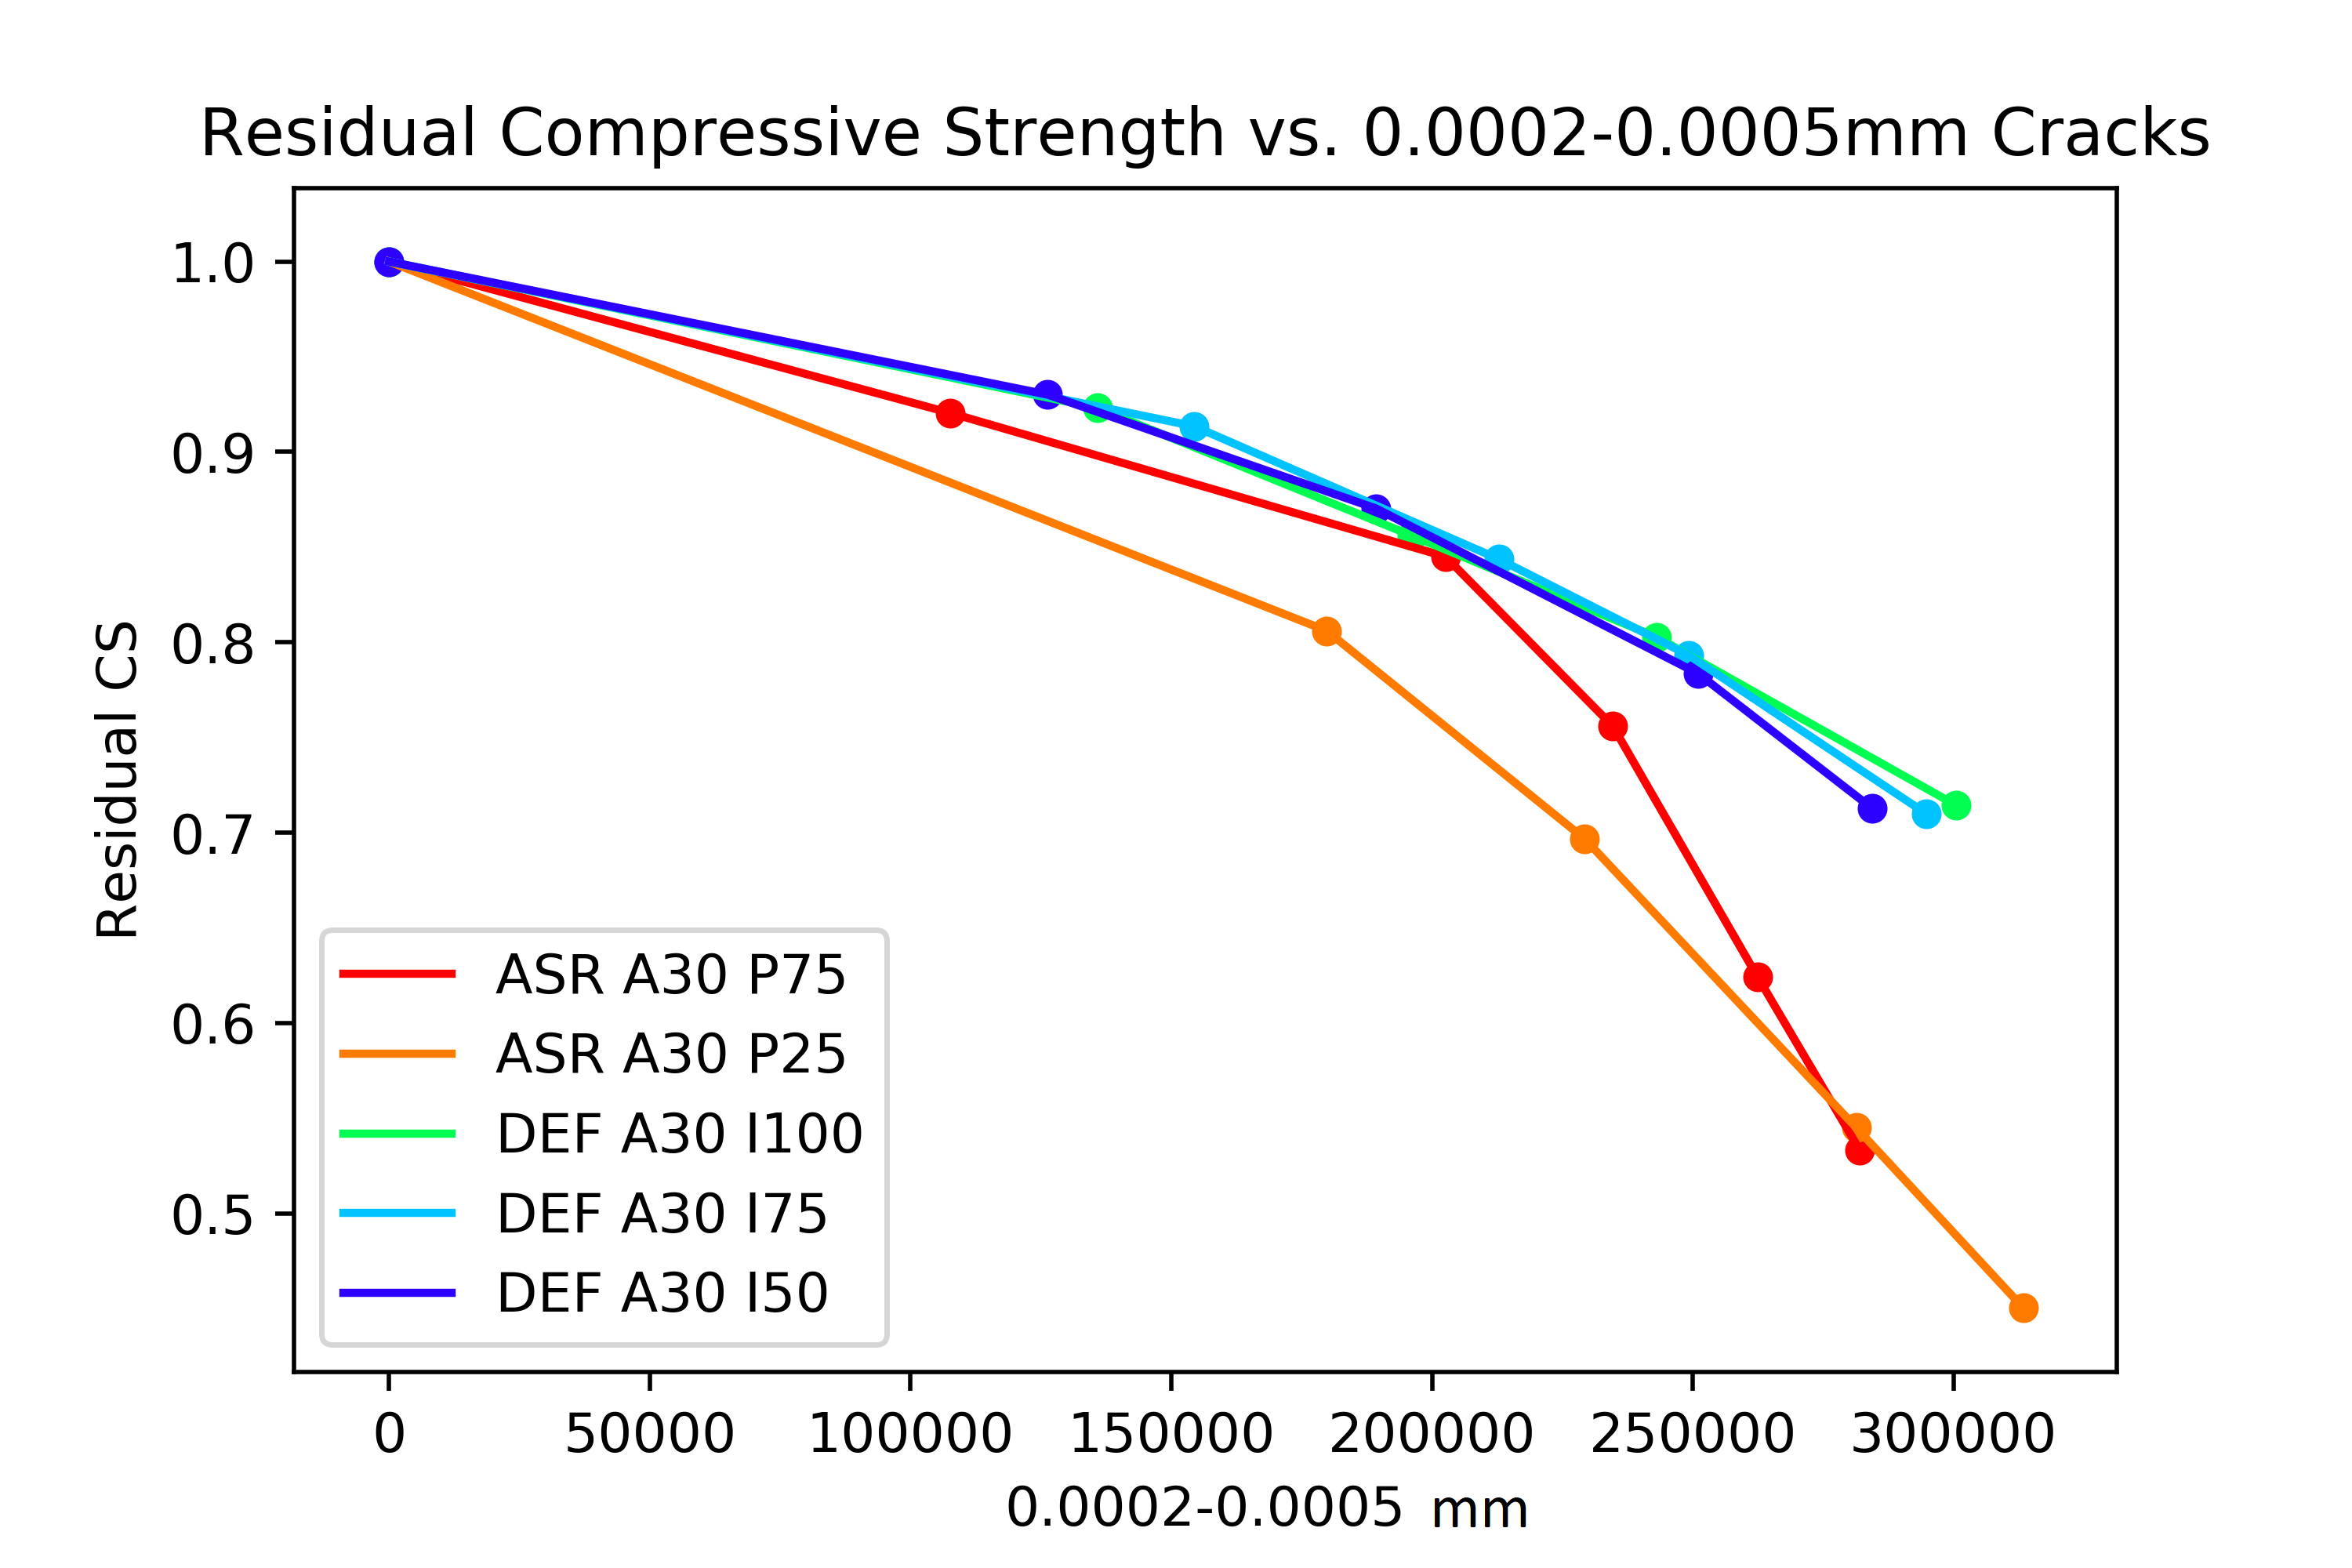 Residual Compressive Strength vs. 0.0002-0.0005mm Cracks
1.0
0.9
0.8
0.7
0.6
0.5
Residual CS
ASR A30 P75
ASR A30 P25
DEF A30 I100
DEF A30 I75
DEF A30 I50
0 50000 100000 150000 200000 250000 300000
0.0002-0.0005 mm